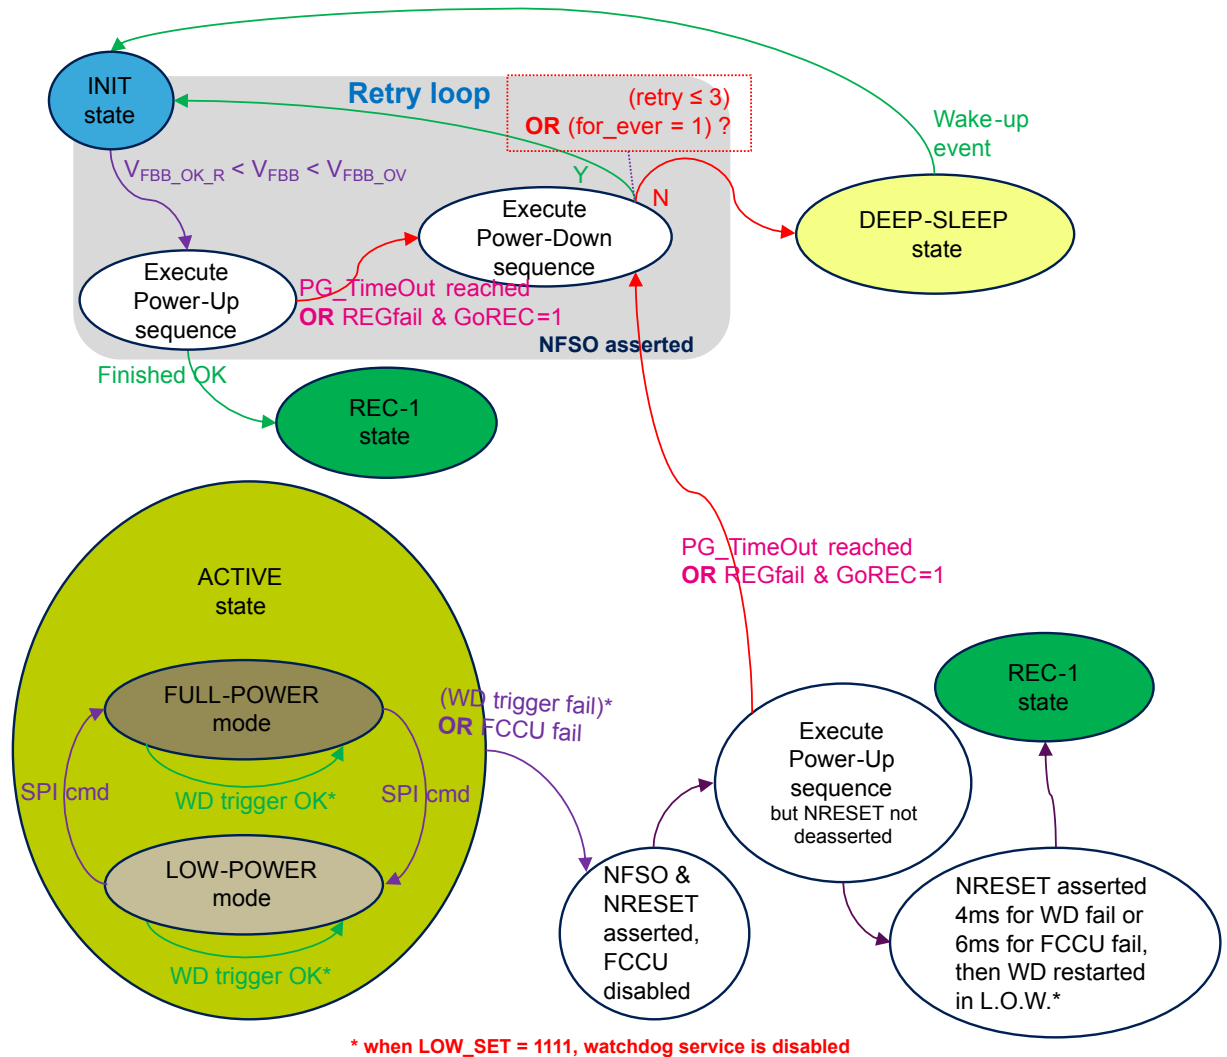 INIT
state
Retry loop
(retry ≤ 3)
OR (for_ever = 1) ?
Wake-up
event
V_FBB_OK_R < V_FBB < V_FBB_OV
Y
N
Execute
Power-Down
sequence
DEEP-SLEEP
state
Execute
Power-Up
sequence
PG_TimeOut reached
OR REGfail & GoREC=1
NFSO asserted
Finished OK
REC-1
state
ACTIVE
state
PG_TimeOut reached
OR REGfail & GoREC=1
FULL-POWER
mode
(WD trigger fail)*
OR FCCU fail
REC-1
state
Execute
Power-Up
sequence
but NRESET not
deasserted
SPI cmd
WD trigger OK*
SPI cmd
LOW-POWER
mode
WD trigger OK*
NFSO &
NRESET
asserted,
FCCU
disabled
NRESET asserted
4ms for WD fail or
6ms for FCCU fail,
then WD restarted
in L.O.W.*
* when LOW_SET = 1111, watchdog service is disabled